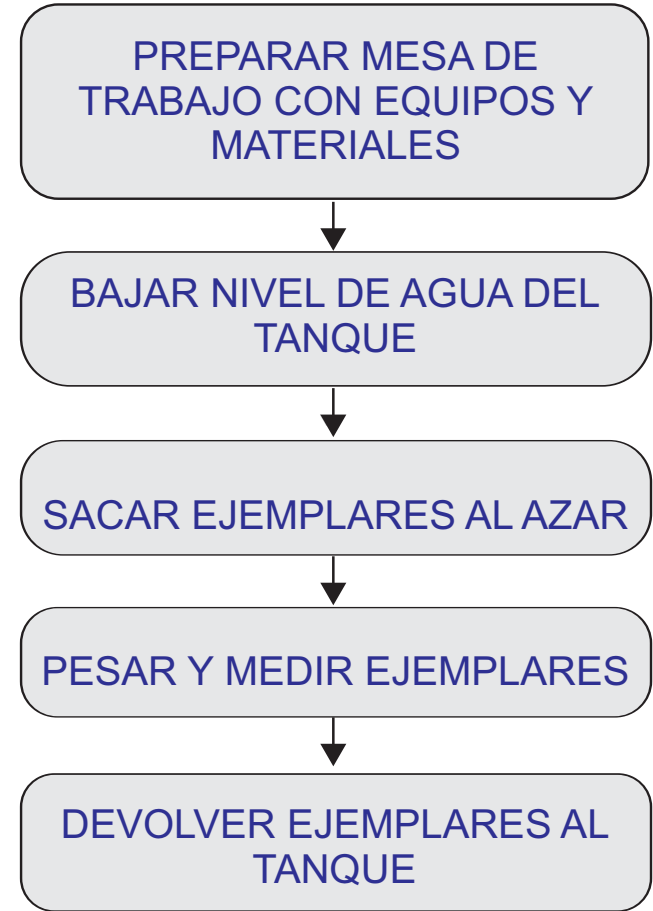 PREPARAR MESA DE
TRABAJO CON EQUIPOS Y
MATERIALES
BAJAR NIVEL DE AGUA DEL
TANQUE
SACAR EJEMPLARES AL AZAR
PESAR Y MEDIR EJEMPLARES
DEVOLVER EJEMPLARES AL
TANQUE